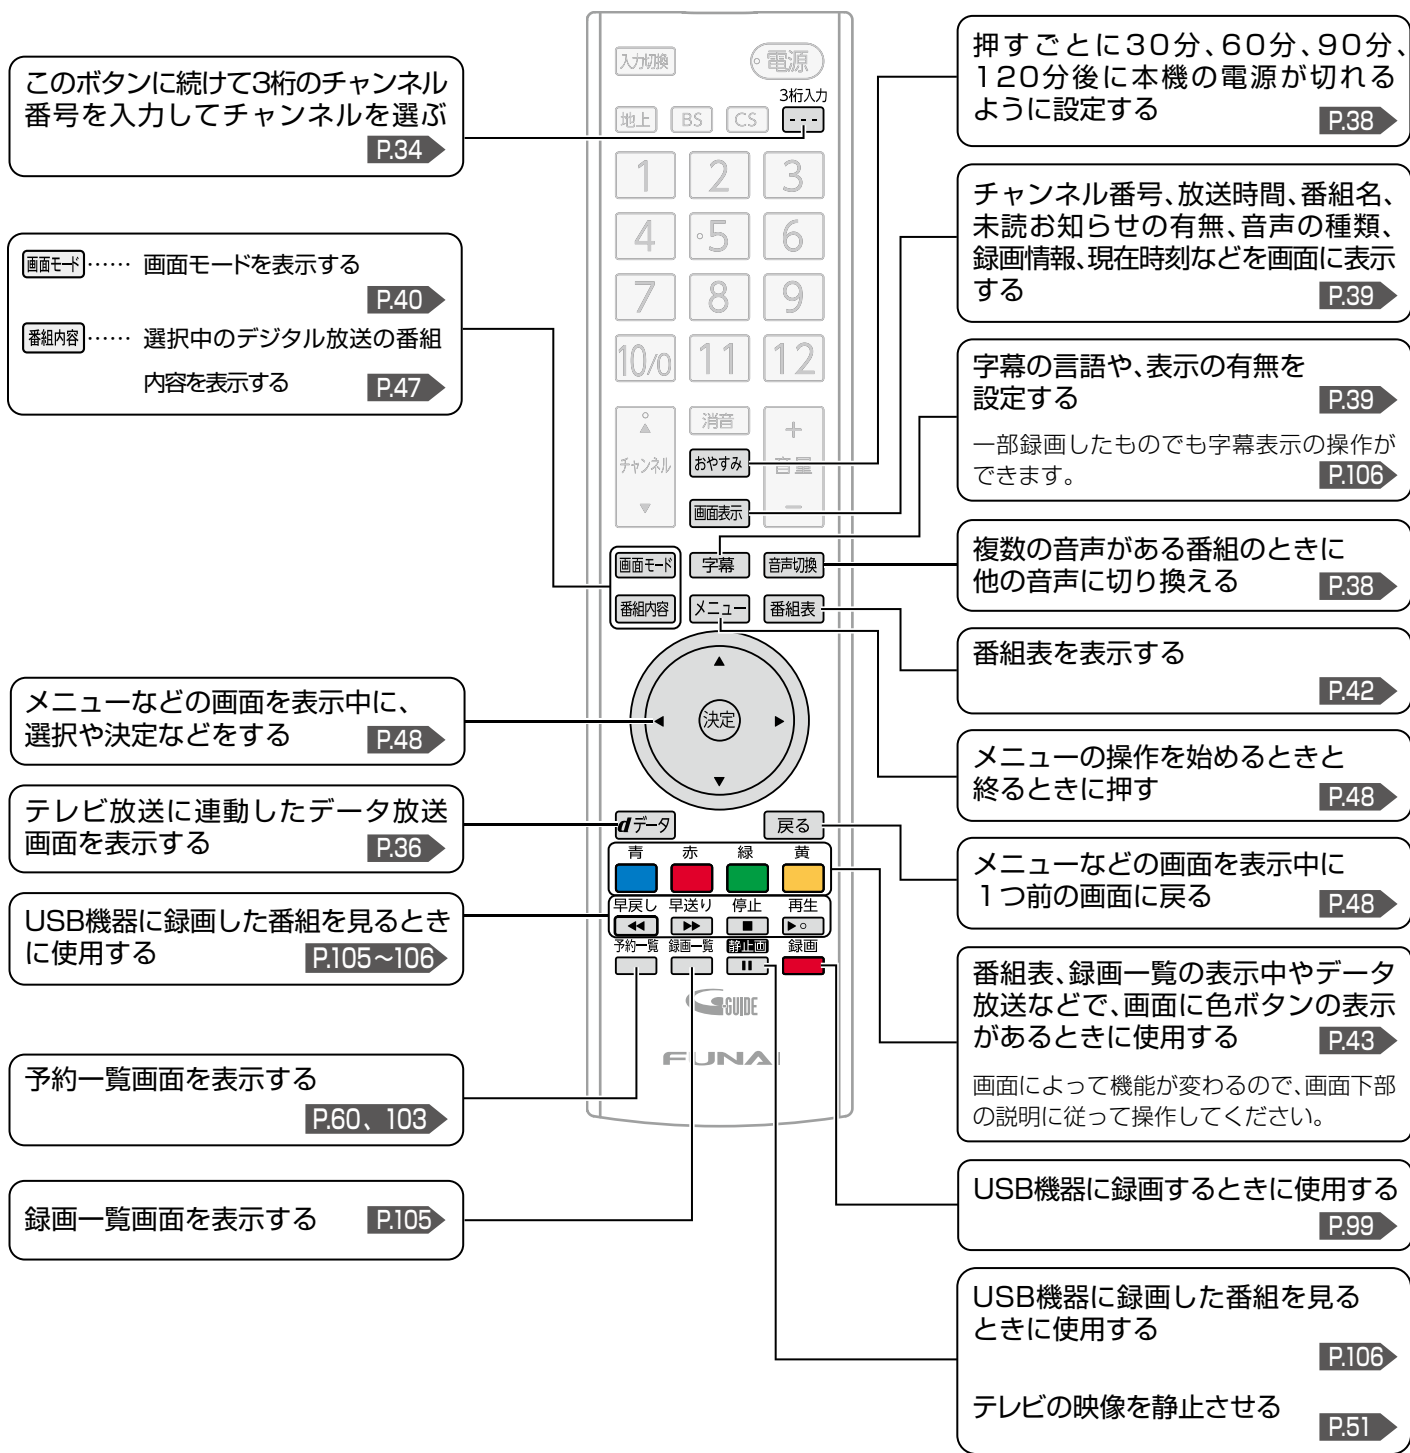 このボタンに続けて3桁のチャンネル
番号を入力してチャンネルを選ぶ
P.34
画面モード …… 画面モードを表示する
P.40
番組内容 …… 選択中のデジタル放送の番組
内容を表示する P.47
メニューなどの画面を表示中に、
選択や決定などをする P.48
テレビ放送に連動したデータ放送
画面を表示する P.36
USB機器に録画した番組を見るとき
に使用する P.105~106
予約一覧画面を表示する
P.60、103
録画一覧画面を表示する P.105
入力切換 電源
3桁入力
地上 BS CS ---
1 2 3
4 5 6
7 8 9
10/0 11 12
消音 +
チャンネル おやすみ 音量
画面表示 −
画面モード 字幕 音声切換
番組内容 メニュー 番組表
決定
dデータ 戻る
青 赤 緑 黄
早戻し 早送り 停止 再生
予約一覧 録画一覧 静止画 録画
G-GUIDE
FUNAI
押すごとに30分、60分、90分、
120分後に本機の電源が切れる
ように設定する P.38
チャンネル番号、放送時間、番組名、
未読お知らせの有無、音声の種類、
録画情報、現在時刻などを画面に表示
する P.39
字幕の言語や、表示の有無を
設定する P.39
一部録画したものでも字幕表示の操作が
できます。 P.106
複数の音声がある番組のときに
他の音声に切り換える P.38
番組表を表示する
P.42
メニューの操作を始めるときと
終るときに押す P.48
メニューなどの画面を表示中に
1つ前の画面に戻る P.48
番組表、録画一覧の表示中やデータ
放送などで、画面に色ボタンの表示
があるときに使用する P.43
画面によって機能が変わるので、画面下部
の説明に従って操作してください。
USB機器に録画するときに使用する
P.99
USB機器に録画した番組を見る
ときに使用する
P.106
テレビの映像を静止させる
P.51